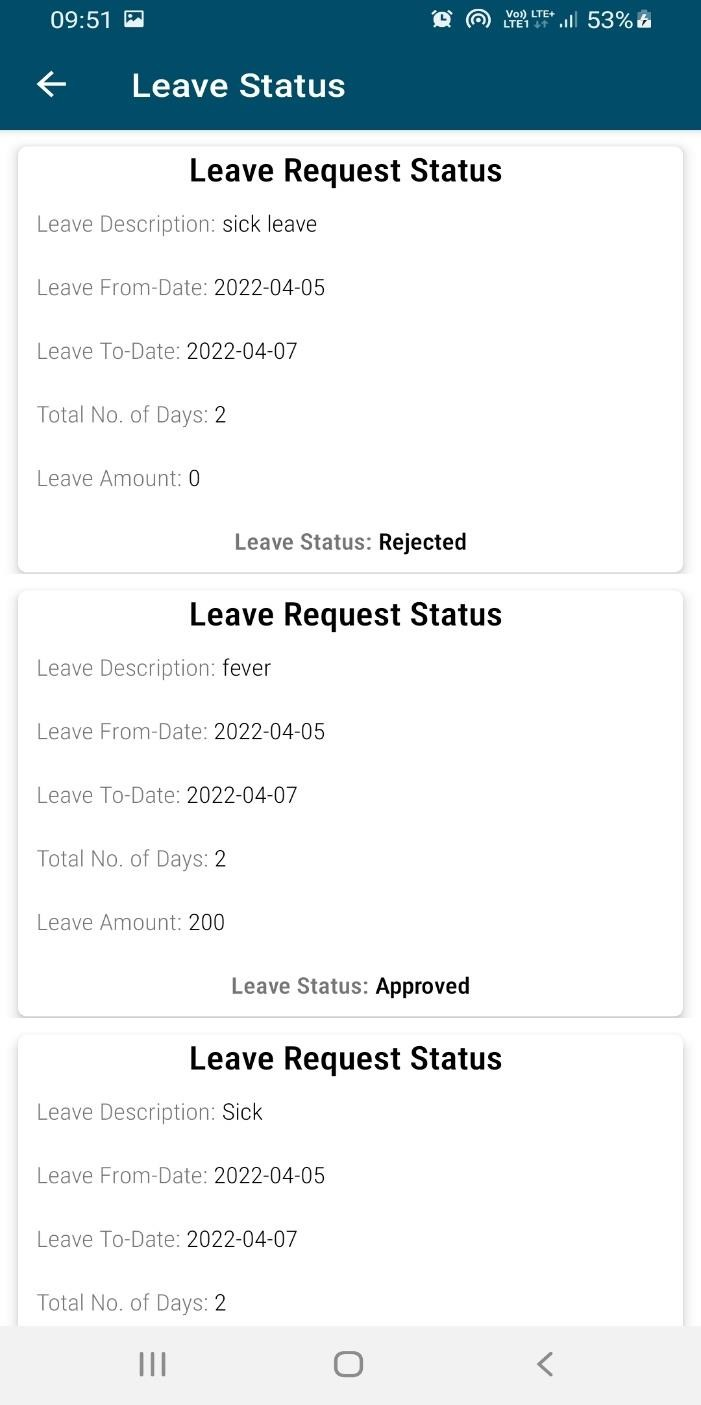 09:51 Vo) LTE+ LTE1 53%
Leave Status
Leave Request Status
Leave Description: sick leave
Leave From-Date: 2022-04-05
Leave To-Date: 2022-04-07
Total No. of Days: 2
Leave Amount: 0
Leave Status: Rejected
Leave Request Status
Leave Description: fever
Leave From-Date: 2022-04-05
Leave To-Date: 2022-04-07
Total No. of Days: 2
Leave Amount: 200
Leave Status: Approved
Leave Request Status
Leave Description: Sick
Leave From-Date: 2022-04-05
Leave To-Date: 2022-04-07
Total No. of Days: 2